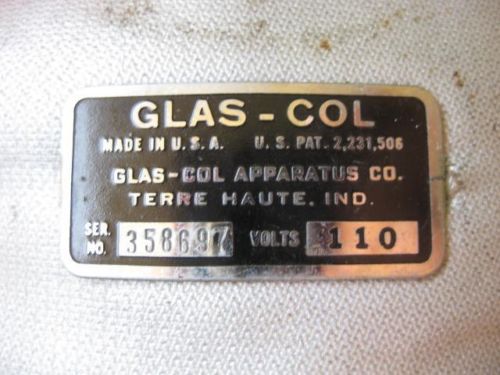 GLAS-COL
MADE IN U.S.A. U.S. PAT. 2,231,506
GLAS-COL APPARATUS CO.
TERRE HAUTE, IND.
SER. NO. 358697 VOLTS 110